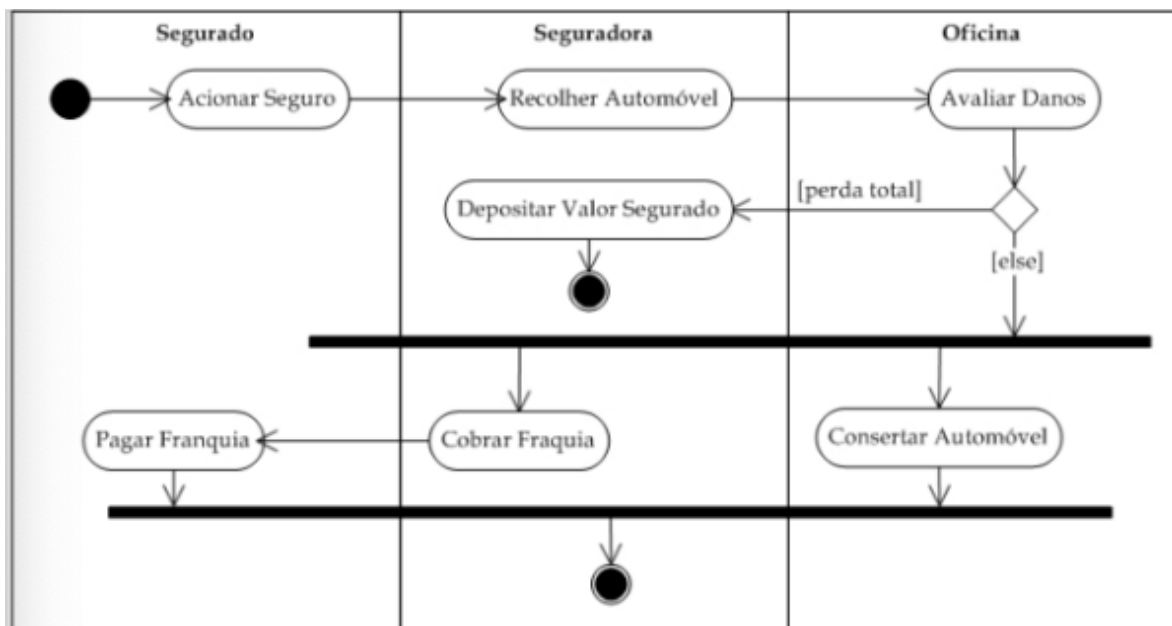 Segurado
Seguradora
Oficina
Acionar Seguro
Recolher Automóvel
Avaliar Danos
Depositar Valor Segurado
[perda total]
[else]
Pagar Franquia
Cobrar Fraquia
Consertar Automóvel